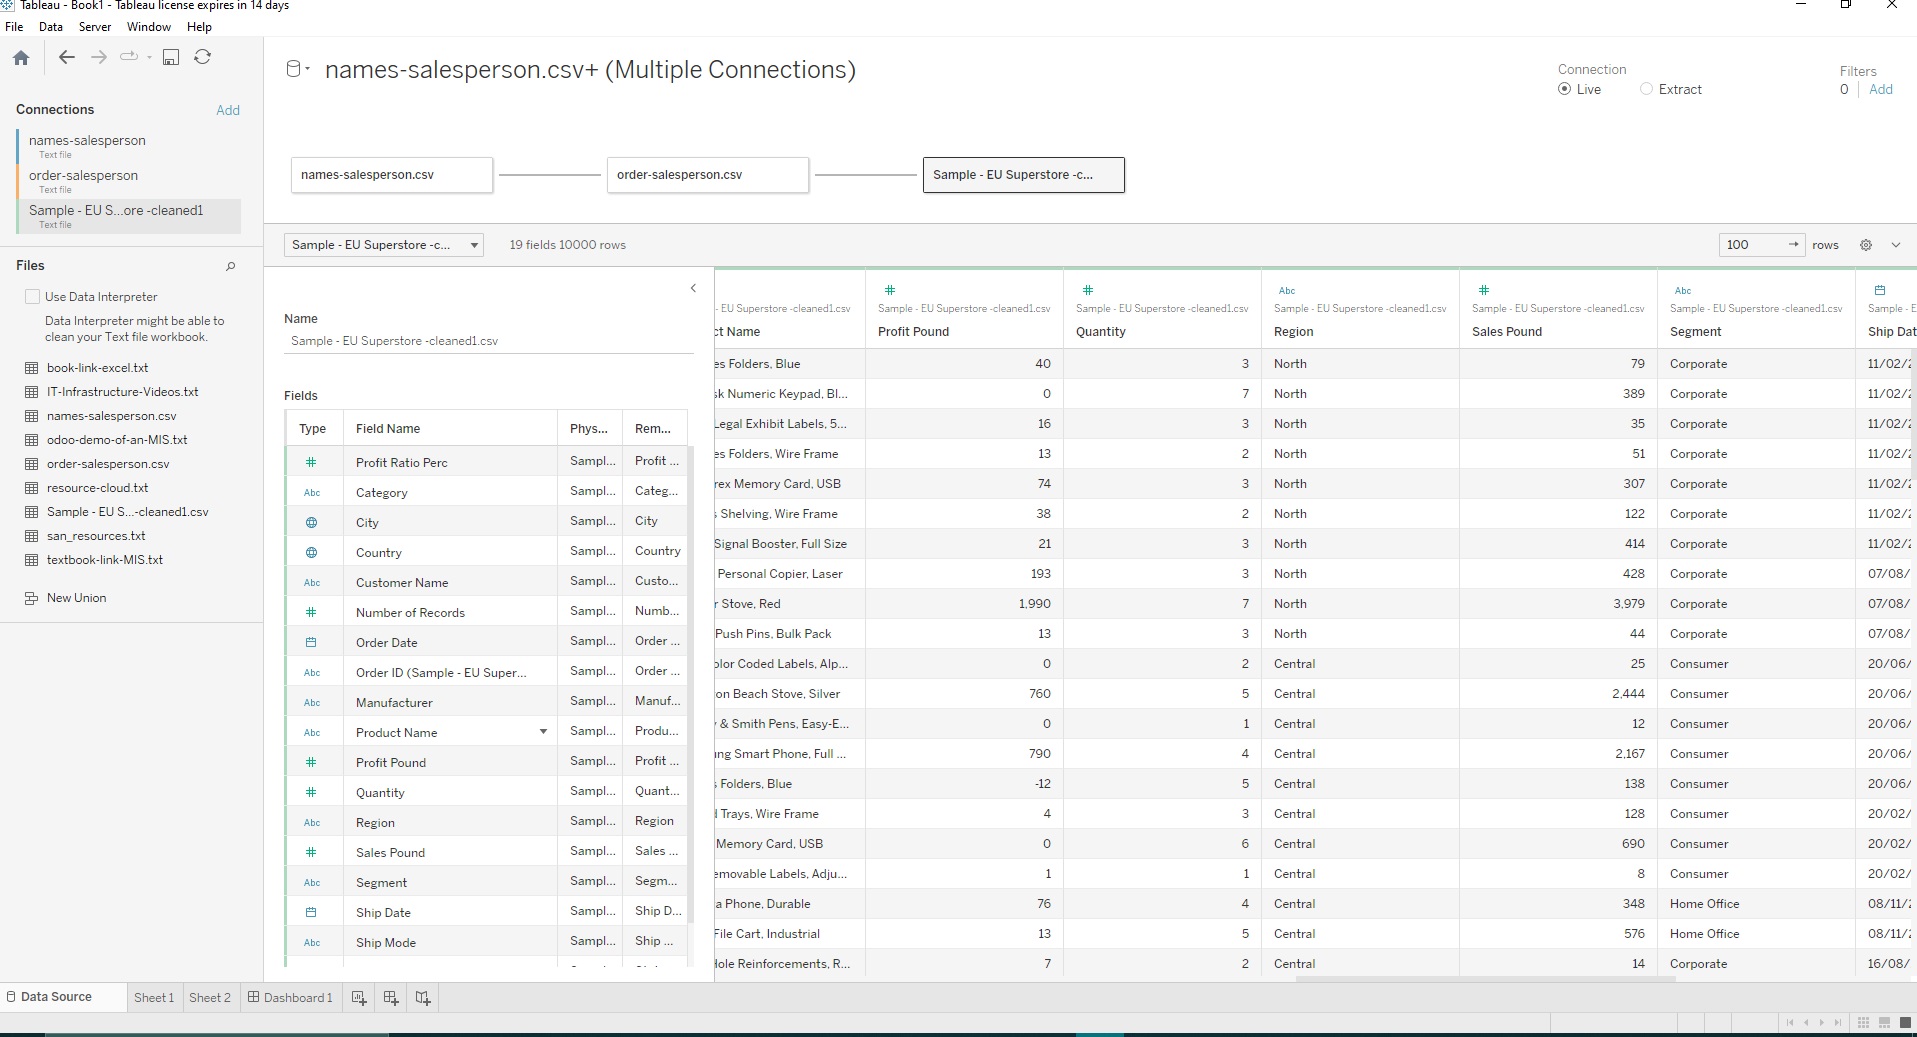 Tableau - Book1 - Tableau license expires in 14 days
File Data Server Window Help
names-salesperson.csv+ (Multiple Connections)
Connection
Live Extract
Filters
0 Add
Connections Add
names-salesperson
Text file
order-salesperson
Text file
Sample - EU S...ore -cleaned1
Text file
names-salesperson.csv order-salesperson.csv Sample - EU Superstore -c...
Files
Use Data Interpreter
Data Interpreter might be able to
clean your Text file workbook.
book-link-excel.txt
IT-Infrastructure-Videos.txt
names-salesperson.csv
odoo-demo-of-an-MIS.txt
order-salesperson.csv
resource-cloud.txt
Sample - EU S...-cleaned1.csv
san_resources.txt
textbook-link-MIS.txt
New Union
Sample - EU Superstore -c... 19 fields 10000 rows 100 rows
Name
Sample - EU Superstore -cleaned1.csv
Fields
Type Field Name Phys... Rem...
# Profit Ratio Perc Sampl... Profit ...
Abc Category Sampl... Categ...
City Sampl... City
Country Sampl... Country
Abc Customer Name Sampl... Custo...
# Number of Records Sampl... Numb...
Order Date Sampl... Order ...
Abc Order ID (Sample - EU Super... Sampl... Order ...
Abc Manufacturer Sampl... Manuf...
Abc Product Name Sampl... Produ...
# Profit Pound Sampl... Profit ...
# Quantity Sampl... Quant...
Abc Region Sampl... Region
# Sales Pound Sampl... Sales ...
Abc Segment Sampl... Segm...
Ship Date Sampl... Ship D...
Abc Ship Mode Sampl... Ship ...
# # Abc # Abc
- EU Superstore -cleaned1.csv Sample - EU Superstore -cleaned1.csv Sample - EU Superstore -cleaned1.csv Sample - EU Superstore -cleaned1.csv Sample - EU Superstore -cleaned1.csv Sample - EU Superstore -cleaned1.csv Sample - E
ct Name Profit Pound Quantity Region Sales Pound Segment Ship Dat
es Folders, Blue 40 3 North 79 Corporate 11/02/2
sk Numeric Keypad, Bl... 0 7 North 389 Corporate 11/02/2
Legal Exhibit Labels, 5... 16 3 North 35 Corporate 11/02/2
es Folders, Wire Frame 13 2 North 51 Corporate 11/02/2
rex Memory Card, USB 74 3 North 307 Corporate 11/02/2
s Shelving, Wire Frame 38 2 North 122 Corporate 11/02/2
Signal Booster, Full Size 21 3 North 414 Corporate 11/02/2
Personal Copier, Laser 193 3 North 428 Corporate 07/08/
r Stove, Red 1,990 7 North 3,979 Corporate 07/08/
Push Pins, Bulk Pack 13 3 North 44 Corporate 07/08/
olor Coded Labels, Alp... 0 2 Central 25 Consumer 20/06/
on Beach Stove, Silver 760 5 Central 2,444 Consumer 20/06/
& Smith Pens, Easy-E... 0 1 Central 12 Consumer 20/06/
ung Smart Phone, Full ... 790 4 Central 2,167 Consumer 20/06/
s Folders, Blue -12 5 Central 138 Consumer 20/06/
d Trays, Wire Frame 4 3 Central 128 Consumer 20/02/
Memory Card, USB 0 6 Central 690 Consumer 20/02/
emovable Labels, Adju... 1 1 Central 8 Consumer 20/02/
a Phone, Durable 76 4 Central 348 Home Office 08/11/2
File Cart, Industrial 13 5 Central 576 Home Office 08/11/2
Hole Reinforcements, R... 7 2 Central 14 Corporate 16/08/
Data Source Sheet 1 Sheet 2 Dashboard 1